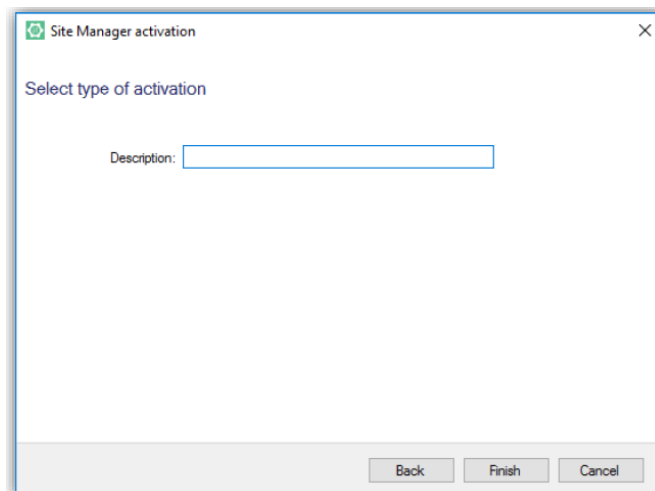 Site Manager activation
Select type of activation
Description:
Back Finish Cancel